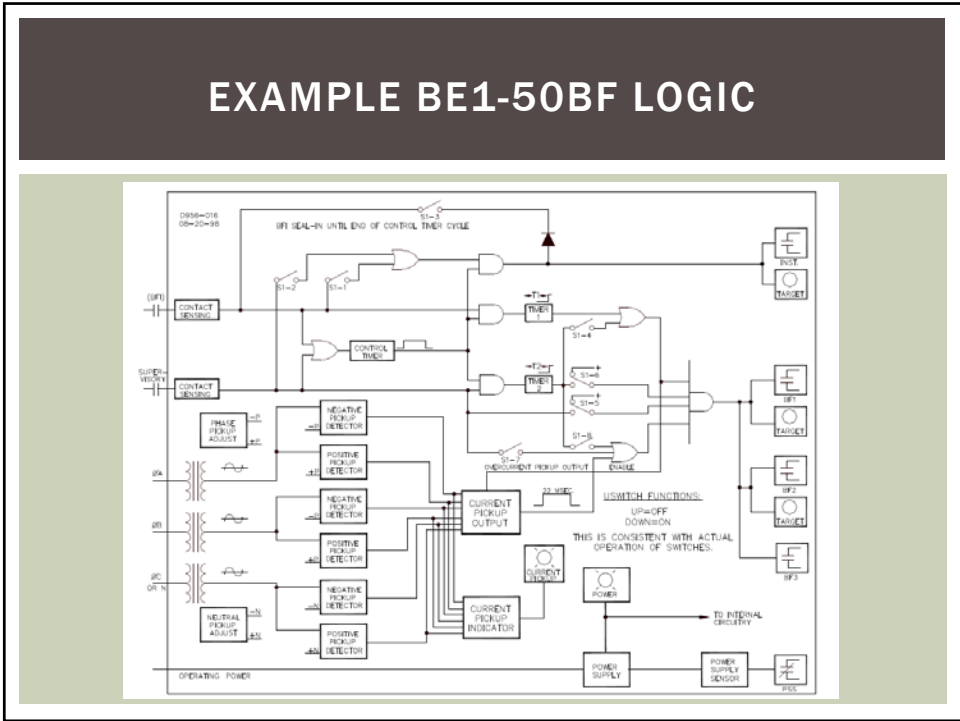 EXAMPLE BE1-50BF LOGIC
D956-016
08-20-98
S1-3
BFI SEAL-IN UNTIL END OF CONTROL TIMER CYCLE
S1-2
S1-1
INST.
TARGET
(BFI)
CONTACT
SENSING
T1
TIMER
1
S1-4
CONTROL
TIMER
SUPER-
VISORY
CONTACT
SENSING
T2
TIMER
2
S1-6
+
S1-5
+
S1-8
BF1
TARGET
S1-7
OVERCURRENT PICKUP OUTPUT
ENABLE
PHASE
PICKUP
ADJUST
-P
+P
-P
NEGATIVE
PICKUP
DETECTOR
+P
POSITIVE
PICKUP
DETECTOR
ØA
-P
NEGATIVE
PICKUP
DETECTOR
ØB
+P
POSITIVE
PICKUP
DETECTOR
CURRENT
PICKUP
OUTPUT
22 MSEC
USWITCH FUNCTIONS:
UP=OFF
DOWN=ON
THIS IS CONSISTENT WITH ACTUAL
OPERATION OF SWITCHES.
BF2
TARGET
BF3
ØC
OR N
NEGATIVE
PICKUP
DETECTOR
-N
NEUTRAL
PICKUP
ADJUST
-N
+N
+N
POSITIVE
PICKUP
DETECTOR
CURRENT
PICKUP
CURRENT
PICKUP
INDICATOR
POWER
TO INTERNAL
CIRCUITRY
OPERATING POWER
POWER
SUPPLY
POWER
SUPPLY
SENSOR
PSS